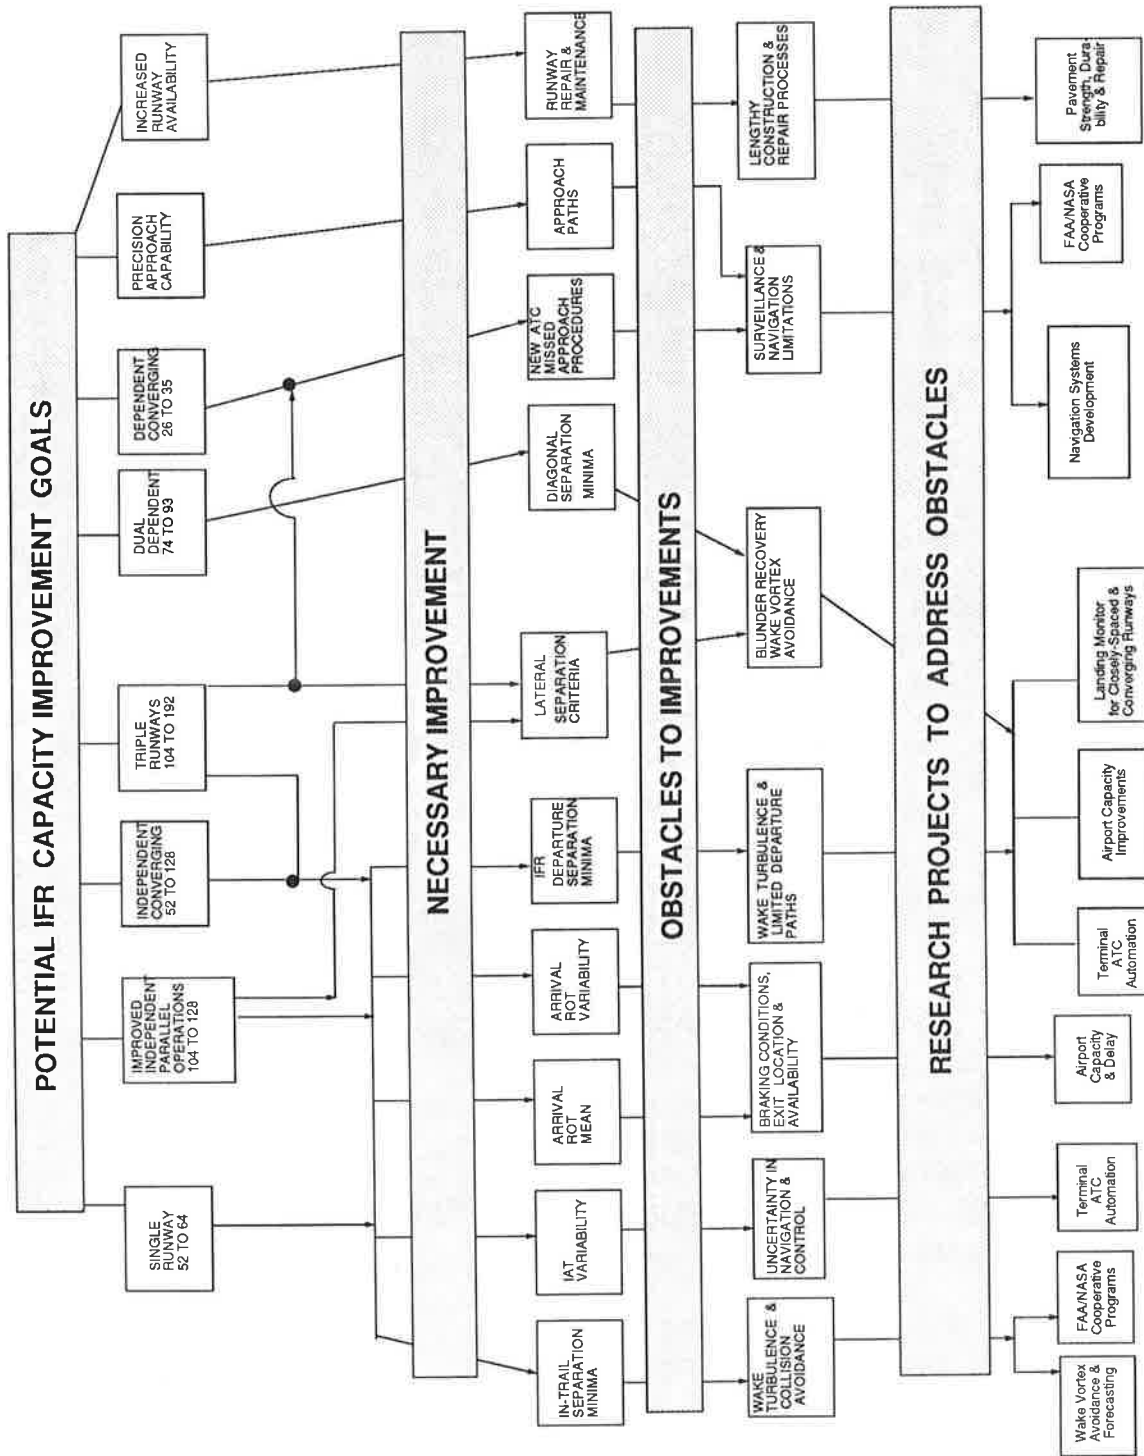 POTENTIAL IFR CAPACITY IMPROVEMENT GOALS
SINGLE
RUNWAY
52 TO 64
IMPROVED
INDEPENDENT
PARALLEL
OPERATIONS
104 TO 128
INDEPENDENT
CONVERGING
52 TO 128
TRIPLE
RUNWAYS
104 TO 192
DUAL
DEPENDENT
74 TO 93
DEPENDENT
CONVERGING
26 TO 35
PRECISION
APPROACH
CAPABILITY
INCREASED
RUNWAY
AVAILABILITY
NECESSARY IMPROVEMENT
IN-TRAIL
SEPARATION
MINIMA
IAT
VARIABILITY
ARRIVAL
ROT
MEAN
ARRIVAL
ROT
VARIABILITY
IFR
DEPARTURE
SEPARATION
MINIMA
LATERAL
SEPARATION
CRITERIA
DIAGONAL
SEPARATION
MINIMA
NEW ATC
MISSED
APPROACH
PROCEDURES
APPROACH
PATHS
RUNWAY
REPAIR &
MAINTENANCE
OBSTACLES TO IMPROVEMENTS
WAKE
TURBULENCE &
COLLISION
AVOIDANCE
UNCERTAINTY IN
NAVIGATION &
CONTROL
BRAKING CONDITIONS,
EXIT LOCATION &
AVAILABILITY
WAKE TURBULENCE &
LIMITED DEPARTURE
PATHS
BLUNDER RECOVERY
WAKE VORTEX
AVOIDANCE
SURVEILLANCE &
NAVIGATION
LIMITATIONS
LENGTHY
CONSTRUCTION &
REPAIR PROCESSES
RESEARCH PROJECTS TO ADDRESS OBSTACLES
Wake Vortex
Avoidance &
Forecasting
FAA/NASA
Cooperative
Programs
Terminal
ATC
Automation
Airport
Capacity
& Delay
Terminal
ATC
Automation
Airport Capacity
Improvements
Landing Monitor
for Closely-Spaced &
Converging Runways
Navigation Systems
Development
FAA/NASA
Cooperative
Programs
Pavement
Strength, Dura-
bility & Repair